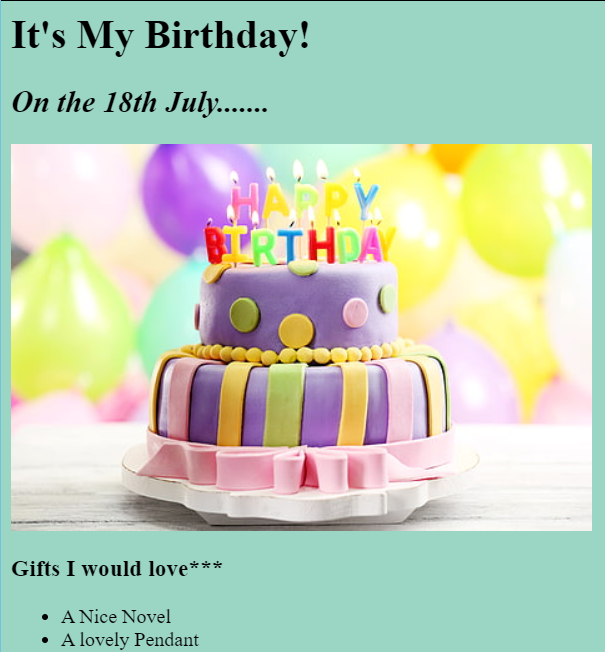 It's My Birthday!
On the 18th July.......
HAPPY
BIRTHDAY
Gifts I would love***
A Nice Novel
A lovely Pendant